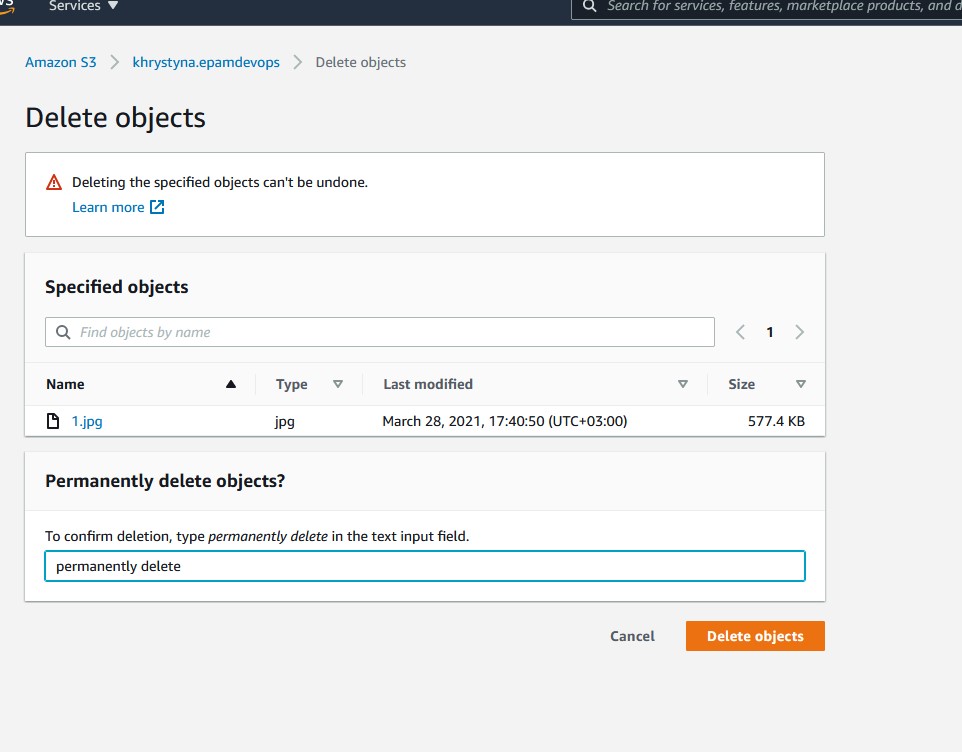 Services
Search for services, features, marketplace products, and d
Amazon S3 khrystyna.epamdevops Delete objects
Delete objects
Deleting the specified objects can't be undone.
Learn more
Specified objects
Find objects by name
1
Name Type Last modified Size
1.jpg jpg March 28, 2021, 17:40:50 (UTC+03:00) 577.4 KB
Permanently delete objects?
To confirm deletion, type permanently delete in the text input field.
permanently delete
Cancel Delete objects